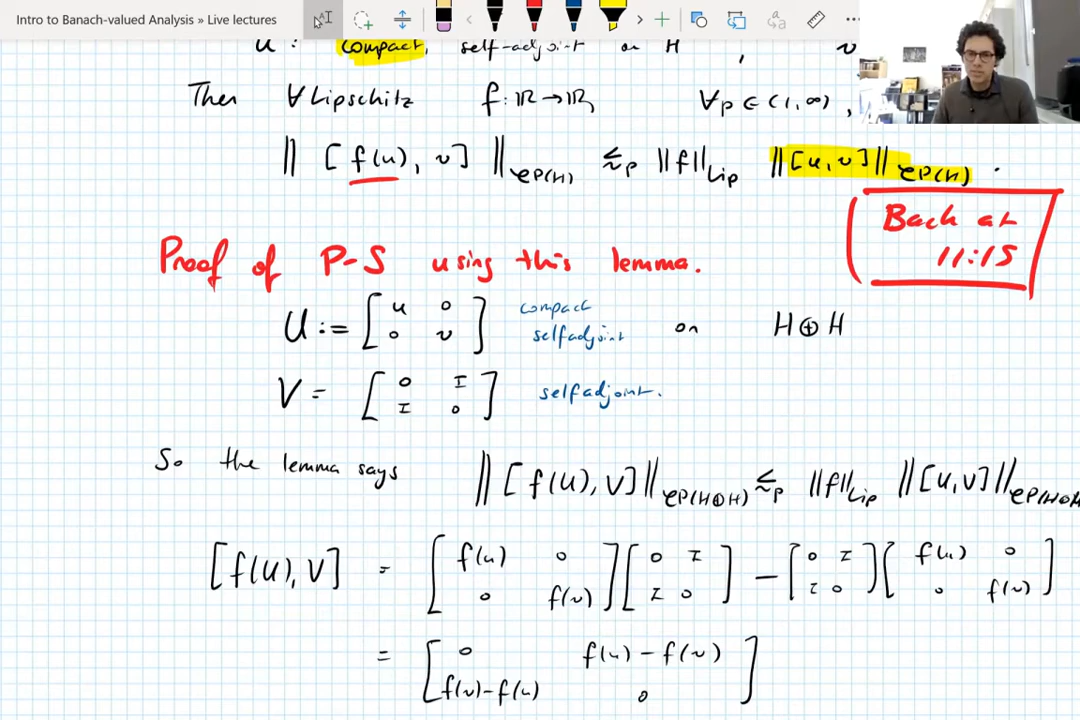 Intro to Banach-valued Analysis » Live lectures
u : compact, self-adjoint on H , v
Then ∀ Lipschitz f : ℝ → ℝ, ∀p ∈ (1,∞),
‖ [ f(u), v ] ‖_{𝒞^p(H)} ≲_p ‖f‖_{Lip} ‖[u,v]‖_{𝒞^p(H)} .
Back at
11:15
Proof of P-S using this lemma.
U := [ u 0
0 v ] compact selfadjoint on H⊕H
V = [ 0 I
I 0 ] selfadjoint.
So the lemma says ‖[f(U), V]‖_{𝒞^p(H⊕H)} ≲_p ‖f‖_{Lip} ‖[U,V]‖_{𝒞^p(H⊕H)}
[f(U), V] = [ f(u) 0
0 f(v) ] [ 0 I
I 0 ] − [ 0 I
I 0 ] [ f(u) 0
0 f(v) ]
= [ 0 f(u) − f(v)
f(v) − f(u) 0 ]